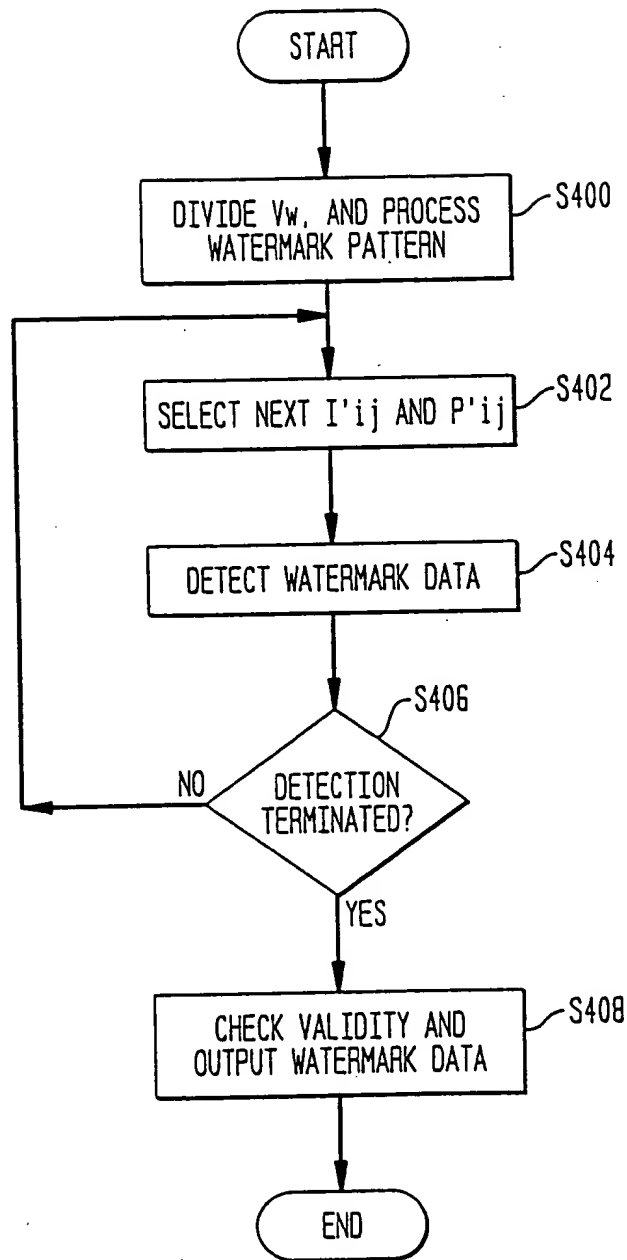 START
DIVIDE Vw, AND PROCESS
WATERMARK PATTERN
S400
SELECT NEXT I'ij AND P'ij
S402
DETECT WATERMARK DATA
S404
S406
NO
DETECTION
TERMINATED?
YES
CHECK VALIDITY AND
OUTPUT WATERMARK DATA
S408
END